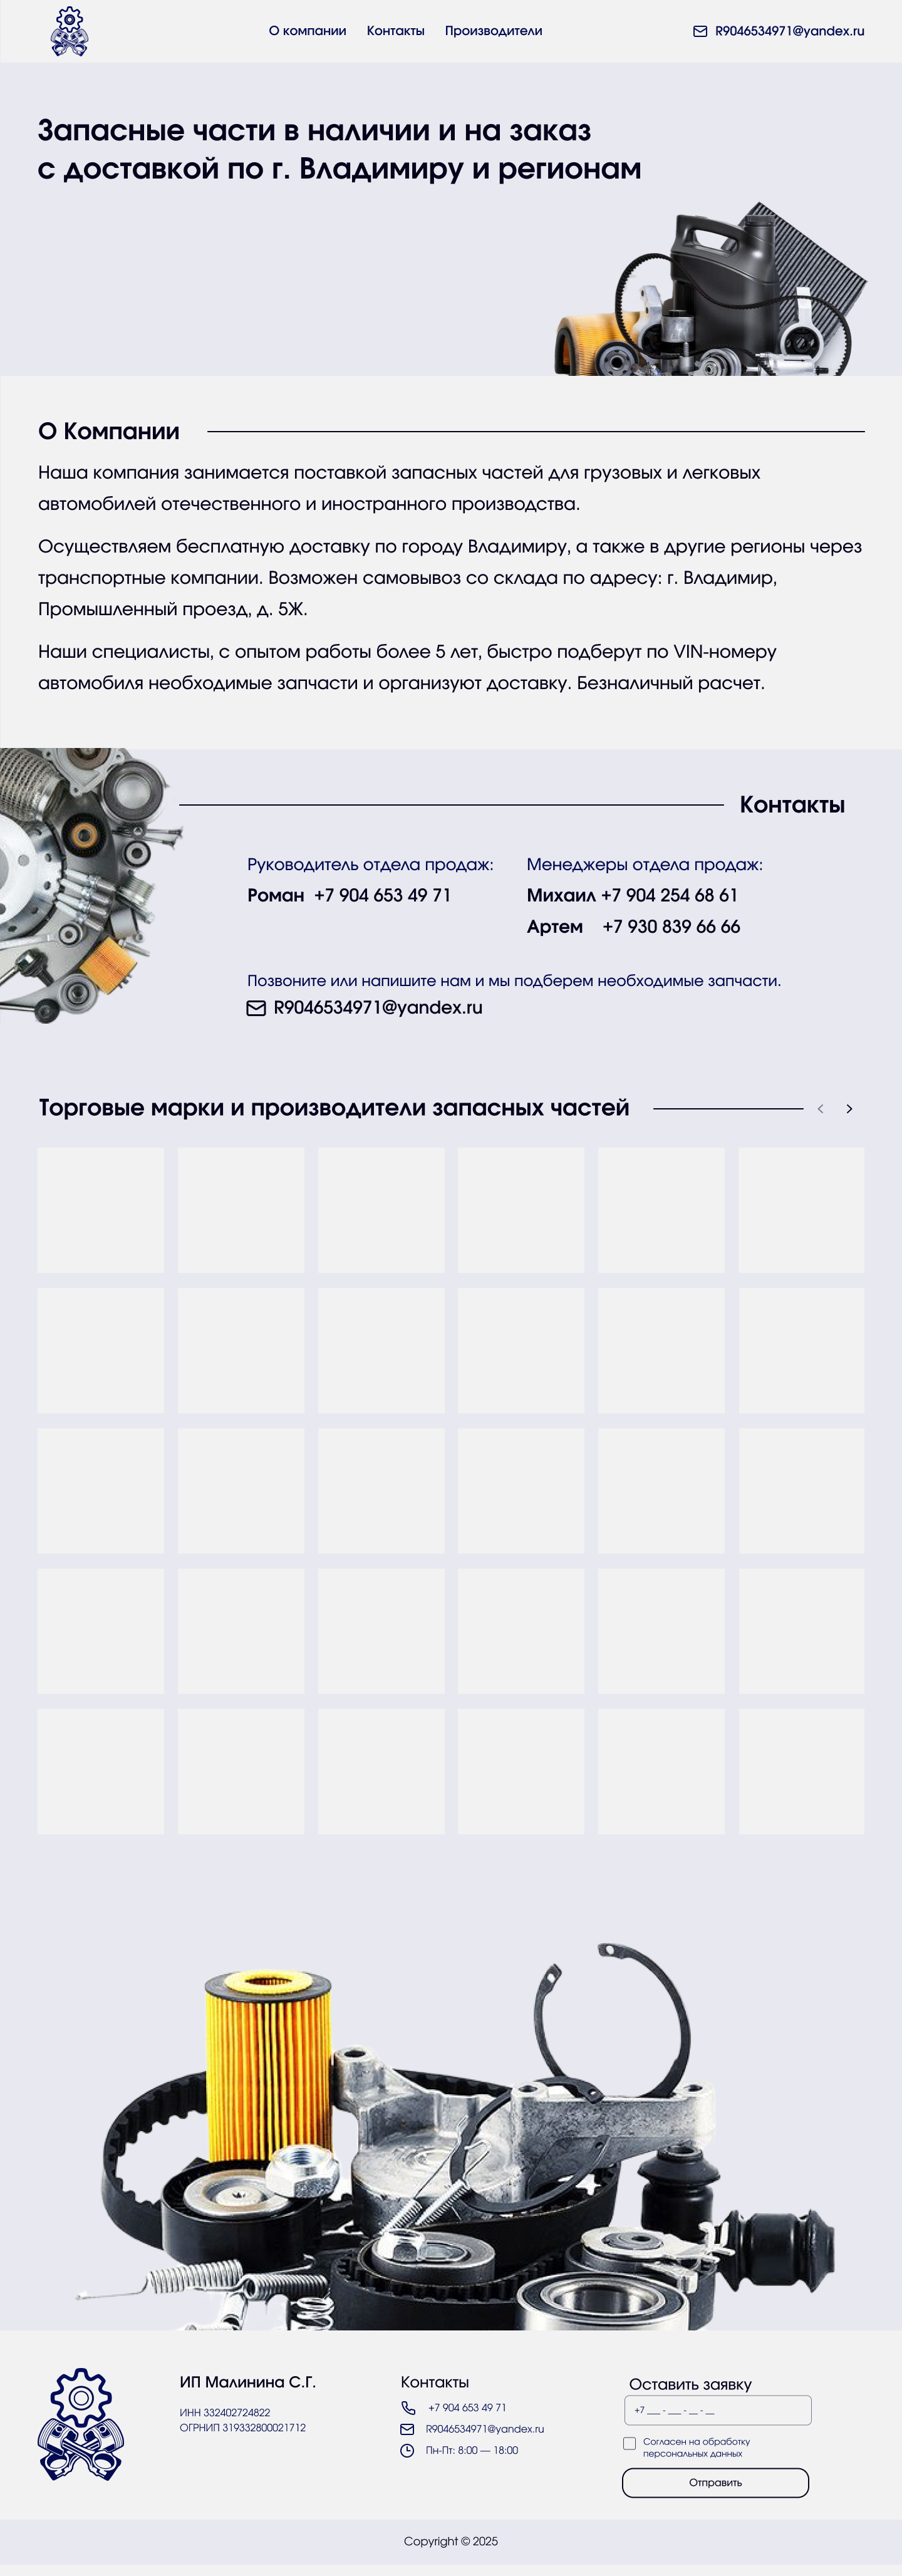 О компании Контакты Производители R9046534971@yandex.ru
Запасные части в наличии и на заказ
с доставкой по г. Владимиру и регионам
О Компании
Наша компания занимается поставкой запасных частей для грузовых и легковых
автомобилей отечественного и иностранного производства.
Осуществляем бесплатную доставку по городу Владимиру, а также в другие регионы через
транспортные компании. Возможен самовывоз со склада по адресу: г. Владимир,
Промышленный проезд, д. 5Ж.
Наши специалисты, с опытом работы более 5 лет, быстро подберут по VIN-номеру
автомобиля необходимые запчасти и организуют доставку. Безналичный расчет.
Контакты
Руководитель отдела продаж:
Роман +7 904 653 49 71
Менеджеры отдела продаж:
Михаил +7 904 254 68 61
Артем +7 930 839 66 66
Позвоните или напишите нам и мы подберем необходимые запчасти.
R9046534971@yandex.ru
Торговые марки и производители запасных частей
ИП Малинина С.Г.
ИНН 332402724822
ОГРНИП 319332800021712
Контакты
+7 904 653 49 71
R9046534971@yandex.ru
Пн-Пт: 8:00 — 18:00
Оставить заявку
+7 ___ - ___ - __ - __
Согласен на обработку
персональных данных
Отправить
Copyright © 2025